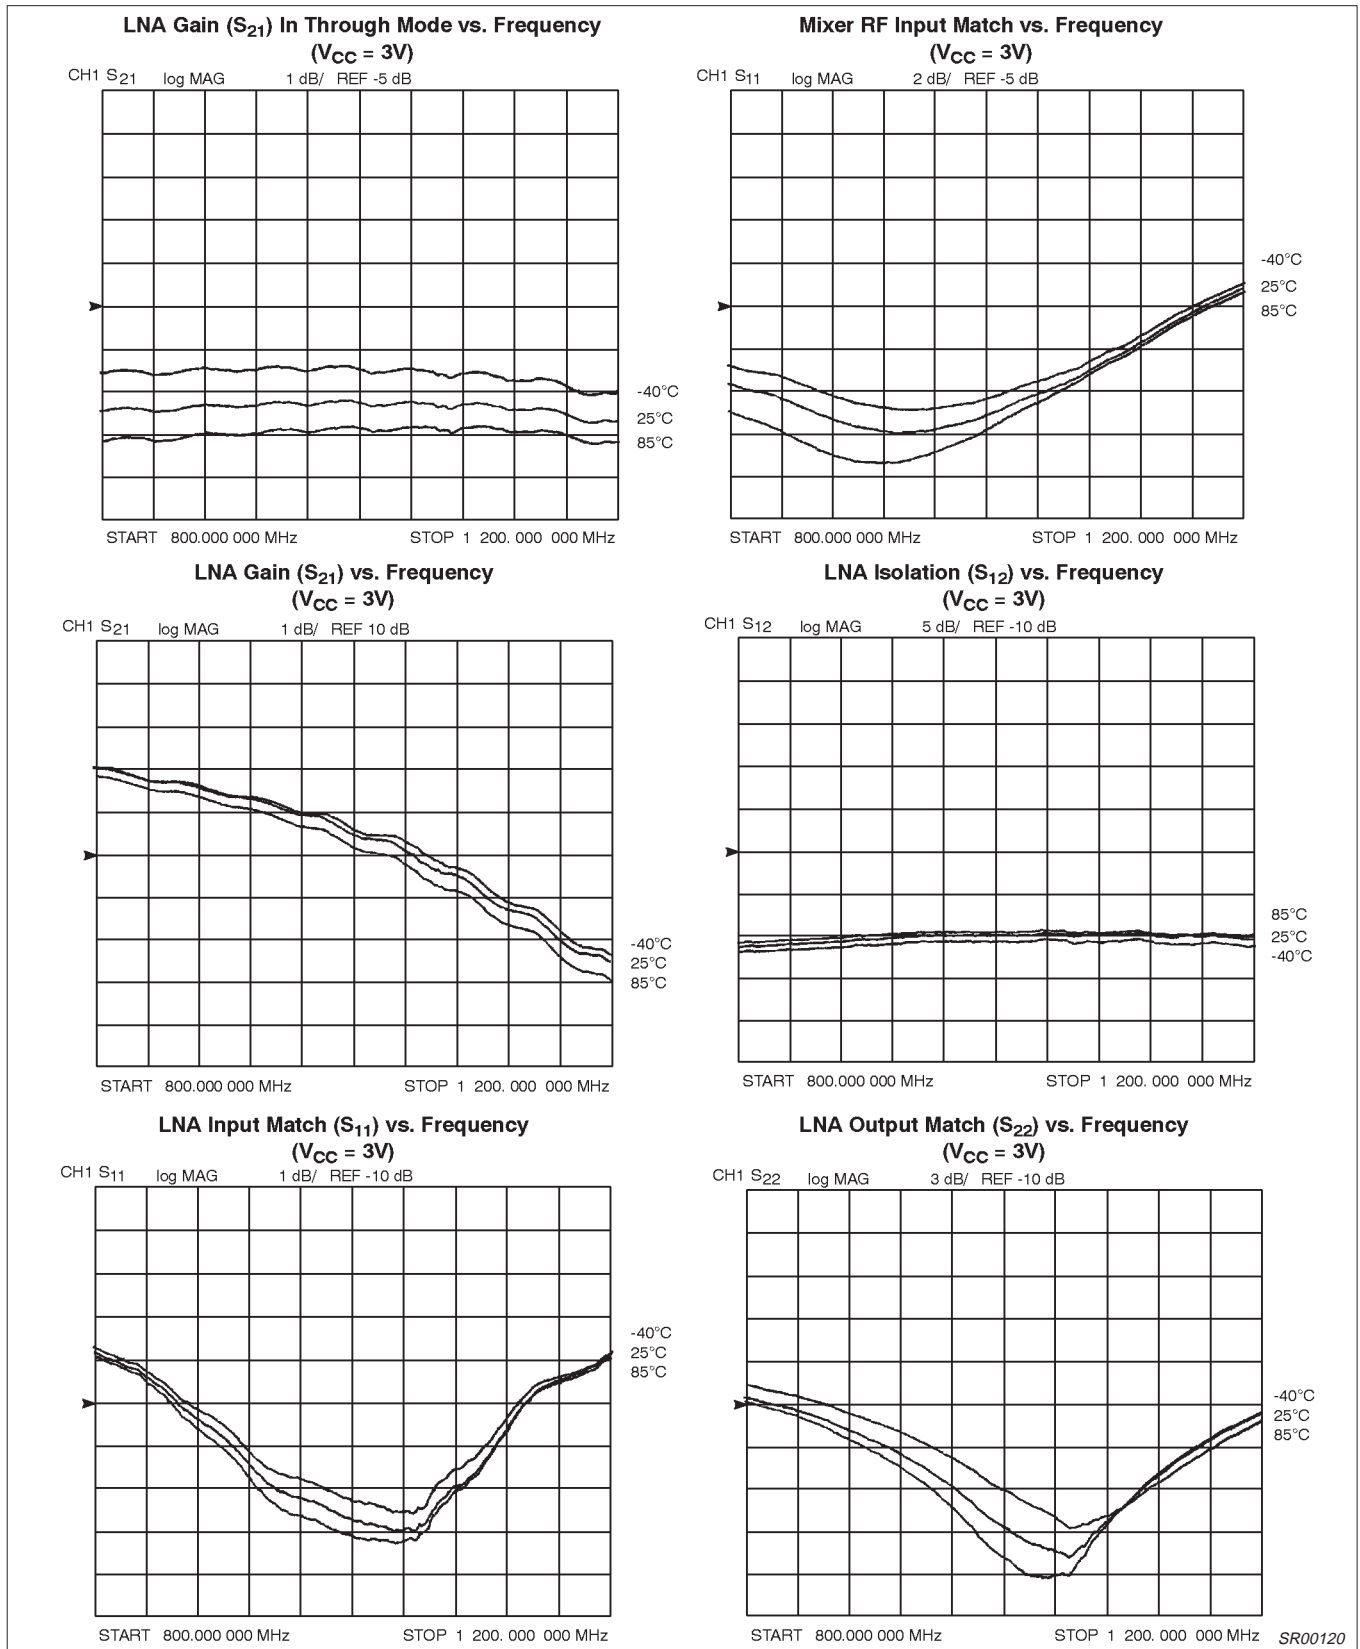 LNA Gain (S21) In Through Mode vs. Frequency
(VCC = 3V)
CH1 S21 log MAG 1 dB/ REF -5 dB
-40°C
25°C
85°C
START 800.000 000 MHz STOP 1 200. 000 000 MHz
Mixer RF Input Match vs. Frequency
(VCC = 3V)
CH1 S11 log MAG 2 dB/ REF -5 dB
-40°C
25°C
85°C
START 800.000 000 MHz STOP 1 200. 000 000 MHz
LNA Gain (S21) vs. Frequency
(VCC = 3V)
CH1 S21 log MAG 1 dB/ REF 10 dB
-40°C
25°C
85°C
START 800.000 000 MHz STOP 1 200. 000 000 MHz
LNA Isolation (S12) vs. Frequency
(VCC = 3V)
CH1 S12 log MAG 5 dB/ REF -10 dB
85°C
25°C
-40°C
START 800.000 000 MHz STOP 1 200. 000 000 MHz
LNA Input Match (S11) vs. Frequency
(VCC = 3V)
CH1 S11 log MAG 1 dB/ REF -10 dB
-40°C
25°C
85°C
START 800.000 000 MHz STOP 1 200. 000 000 MHz
LNA Output Match (S22) vs. Frequency
(VCC = 3V)
CH1 S22 log MAG 3 dB/ REF -10 dB
-40°C
25°C
85°C
START 800.000 000 MHz STOP 1 200. 000 000 MHz
SR00120